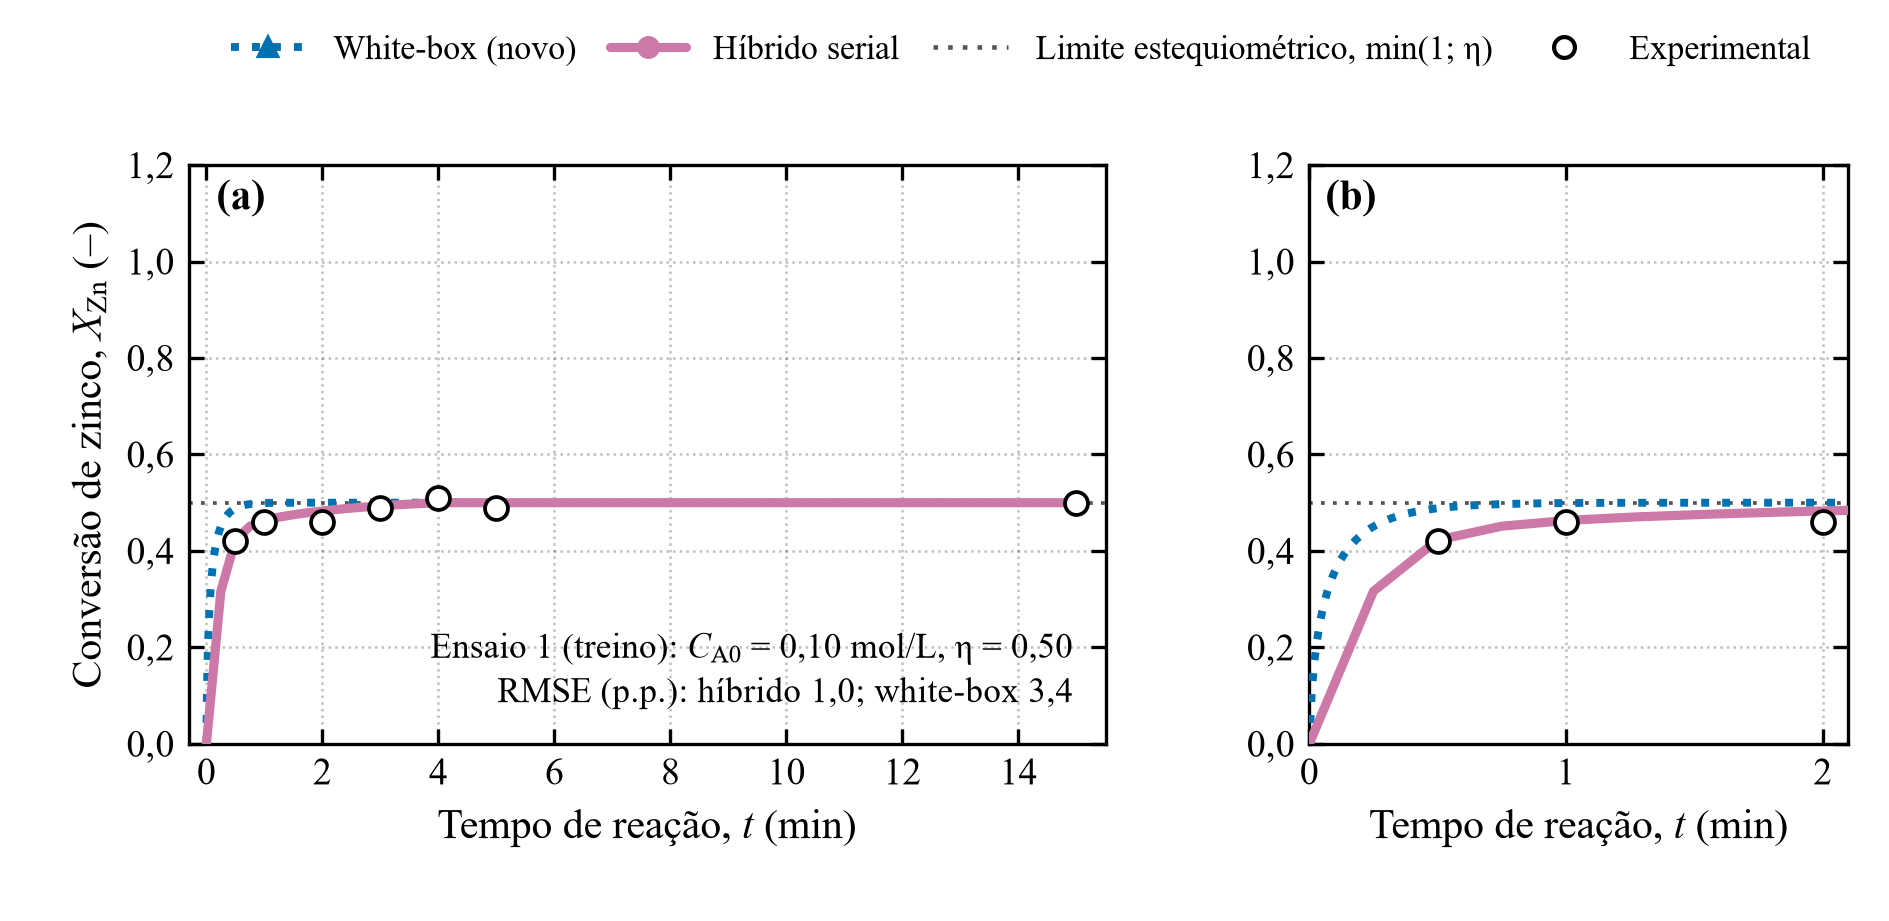 White-box (novo) Híbrido serial Limite estequiométrico, min(1; η) Experimental
(a)
1,2
1,0
0,8
0,6
0,4
0,2
0,0
Conversão de zinco, X_Zn (−)
Ensaio 1 (treino): C_A0 = 0,10 mol/L, η = 0,50
RMSE (p.p.): híbrido 1,0; white-box 3,4
0 2 4 6 8 10 12 14
Tempo de reação, t (min)
(b)
1,2
1,0
0,8
0,6
0,4
0,2
0,0
0 1 2
Tempo de reação, t (min)